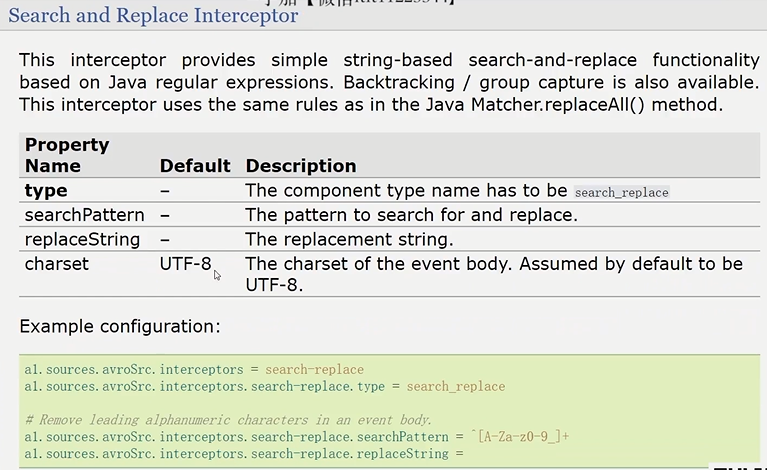 Search and Replace Interceptor
This interceptor provides simple string-based search-and-replace functionality
based on Java regular expressions. Backtracking / group capture is also available.
This interceptor uses the same rules as in the Java Matcher.replaceAll() method.
Property
Name Default Description
type – The component type name has to be search_replace
searchPattern – The pattern to search for and replace.
replaceString – The replacement string.
charset UTF-8 The charset of the event body. Assumed by default to be
UTF-8.
Example configuration:
a1.sources.avroSrc.interceptors = search-replace
a1.sources.avroSrc.interceptors.search-replace.type = search_replace
# Remove leading alphanumeric characters in an event body.
a1.sources.avroSrc.interceptors.search-replace.searchPattern = ^[A-Za-z0-9_]+
a1.sources.avroSrc.interceptors.search-replace.replaceString =